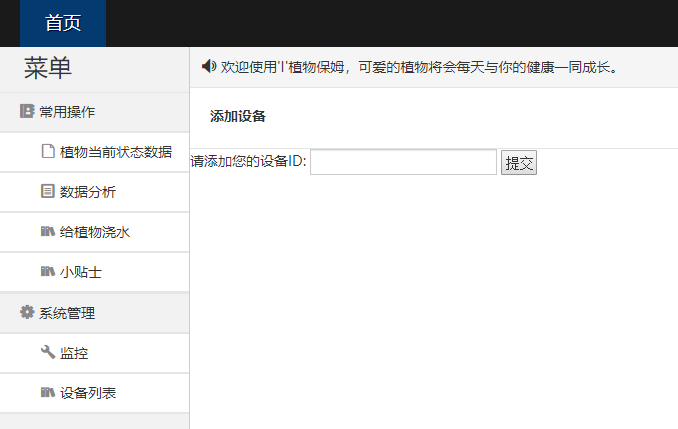 首页
菜单
常用操作
植物当前状态数据
数据分析
给植物浇水
小贴士
系统管理
监控
设备列表
欢迎使用'I'植物保姆，可爱的植物将会每天与你的健康一同成长。
添加设备
请添加您的设备ID: 提交